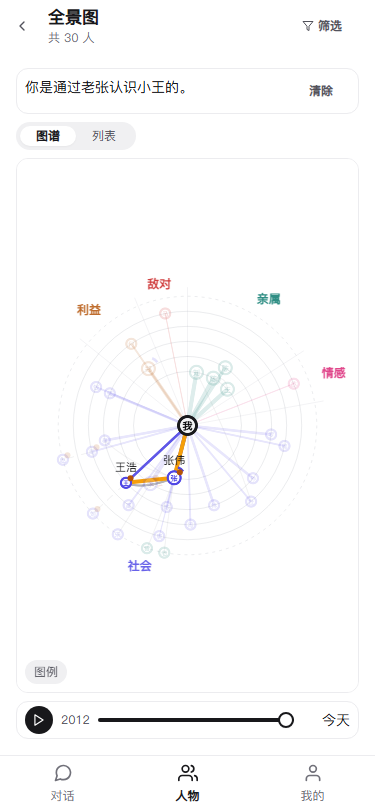 全景图
共 30 人
筛选
你是通过老张认识小王的。
清除
图谱
列表
敌对
利益
亲属
情感
我
张伟
王浩
张
社会
图例
2012
今天
对话
人物
我的